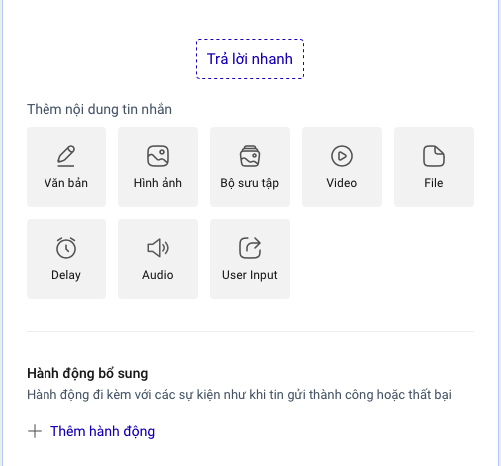 Trả lời nhanh
Thêm nội dung tin nhắn
Văn bản
Hình ảnh
Bộ sưu tập
Video
File
Delay
Audio
User Input
Hành động bổ sung
Hành động đi kèm với các sự kiện như khi tin gửi thành công hoặc thất bại
Thêm hành động